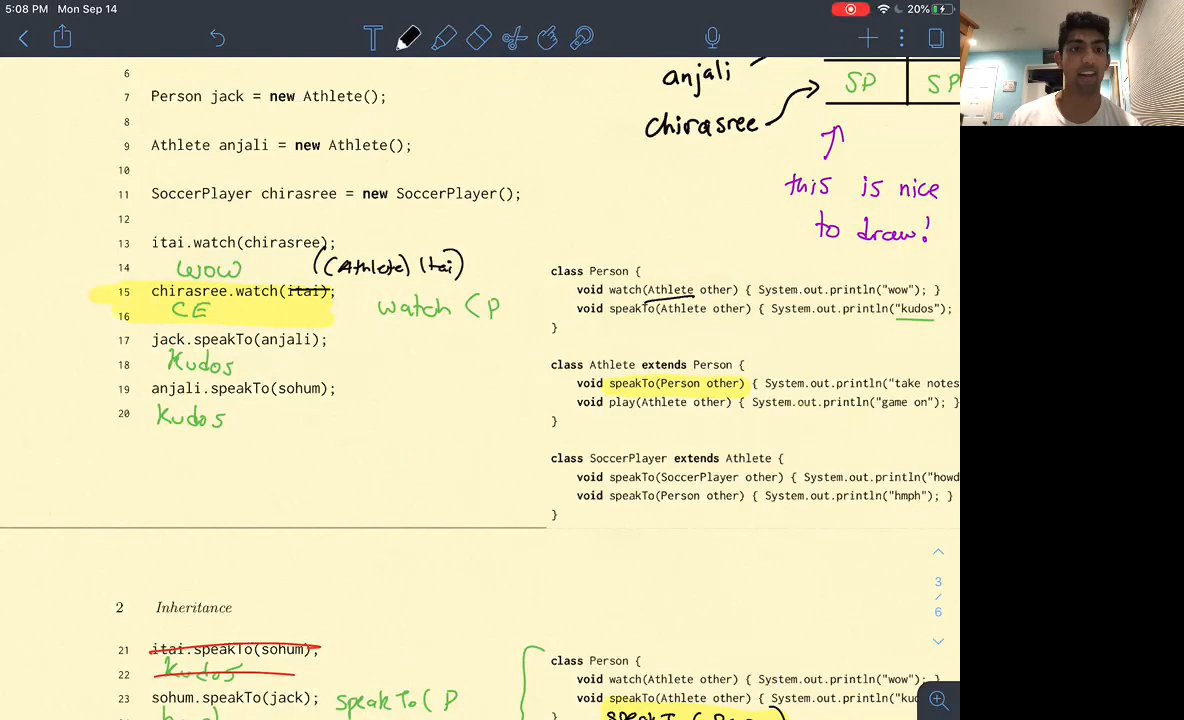 5:08 PM Mon Sep 14
20%
T
6
7 Person jack = new Athlete();
8
9 Athlete anjali = new Athlete();
10
11 SoccerPlayer chirasree = new SoccerPlayer();
12
13 itai.watch(chirasree);
14 wow ((Athlete) Itai)
15 chirasree.watch(itai);
16 CE watch (P
17 jack.speakTo(anjali);
18 Kudos
19 anjali.speakTo(sohum);
20 Kudos
anjali
SP SP
chirasree
this is nice
to draw!
class Person {
void watch(Athlete other) { System.out.println("wow"); }
void speakTo(Athlete other) { System.out.println("kudos");
}
class Athlete extends Person {
void speakTo(Person other) { System.out.println("take notes
void play(Athlete other) { System.out.println("game on"); }
}
class SoccerPlayer extends Athlete {
void speakTo(SoccerPlayer other) { System.out.println("howd
void speakTo(Person other) { System.out.println("hmph"); }
}
3
/
6
2 Inheritance
21 itai.speakTo(sohum);
22 Kudos
23 sohum.speakTo(jack); speakTo( P
class Person {
void watch(Athlete other) { System.out.println("wow"); }
void speakTo(Athlete other) { System.out.println("kud